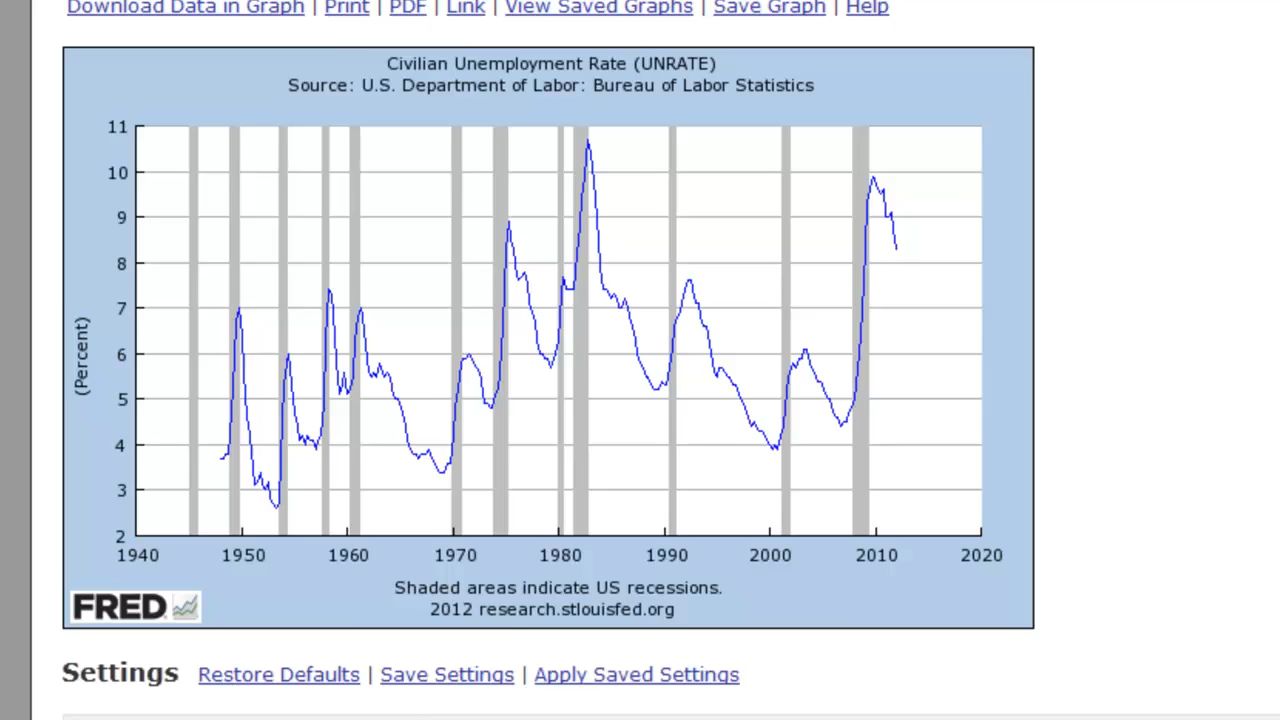 Download Data in Graph | Print | PDF | Link | View Saved Graphs | Save Graph | Help
Civilian Unemployment Rate (UNRATE)
Source: U.S. Department of Labor: Bureau of Labor Statistics
11
10
9
8
7
6
5
4
3
2
(Percent)
1940 1950 1960 1970 1980 1990 2000 2010 2020
Shaded areas indicate US recessions.
2012 research.stlouisfed.org
FRED
Settings Restore Defaults | Save Settings | Apply Saved Settings